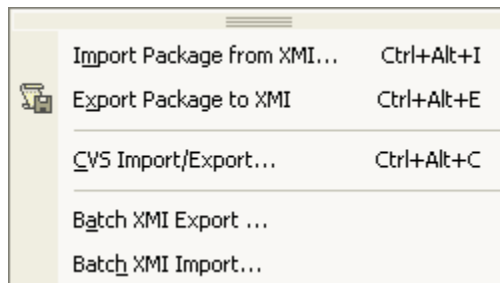 Import Package from XMI... Ctrl+Alt+I
Export Package to XMI Ctrl+Alt+E
CVS Import/Export... Ctrl+Alt+C
Batch XMI Export ...
Batch XMI Import...